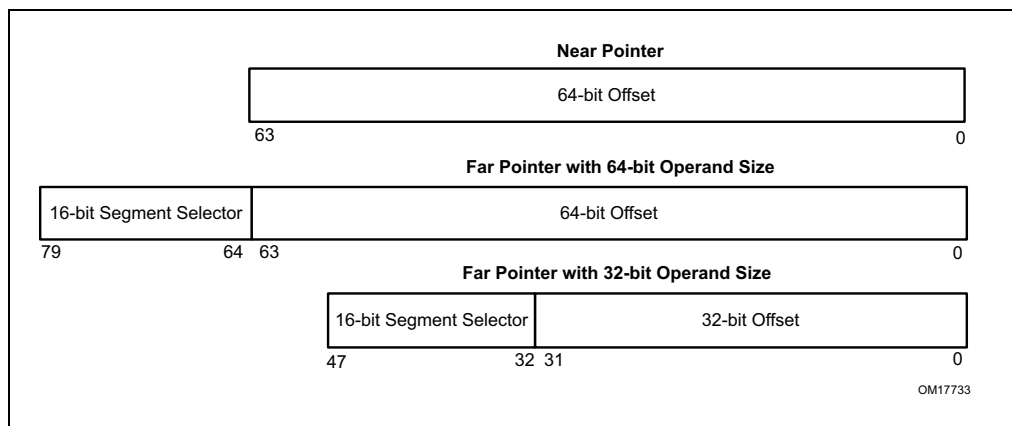 Near Pointer
64-bit Offset
63 0
Far Pointer with 64-bit Operand Size
16-bit Segment Selector 64-bit Offset
79 64 63 0
Far Pointer with 32-bit Operand Size
16-bit Segment Selector 32-bit Offset
47 32 31 0
OM17733